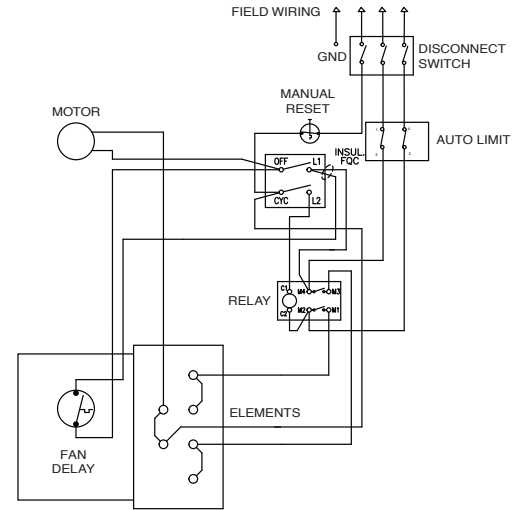 FIELD WIRING
GND
DISCONNECT
SWITCH
MANUAL
RESET
MOTOR
AUTO LIMIT
INSUL.
FQC
OFF
L1
CYC
L2
C1
M4
M3
RELAY
C2
M2
M1
ELEMENTS
FAN
DELAY